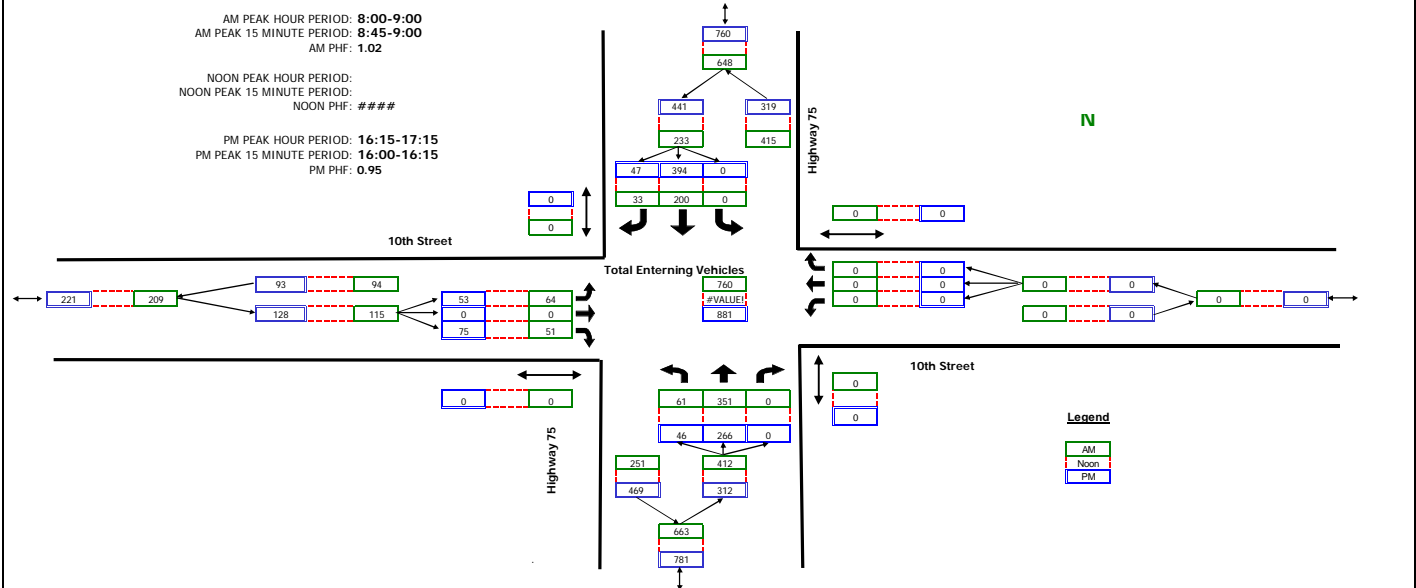 AM PEAK HOUR PERIOD: 8:00-9:00
AM PEAK 15 MINUTE PERIOD: 8:45-9:00
AM PHF: 1.02
NOON PEAK HOUR PERIOD:
NOON PEAK 15 MINUTE PERIOD:
NOON PHF: ####
PM PEAK HOUR PERIOD: 16:15-17:15
PM PEAK 15 MINUTE PERIOD: 16:00-16:15
PM PHF: 0.95
760
648
441 319
233 415
47 394 0
33 200 0
Highway 75
N
0
0
0 0
10th Street
Total Enterning Vehicles
760
#VALUE!
881
93 94
221 209
128 115
53 64
0 0
75 51
0 0
0 0
0 0
0 0
0 0
0 0
10th Street
0 0
Highway 75
61 351 0
46 266 0
251 412
469 312
663
781
0
0
Legend
AM
Noon
PM